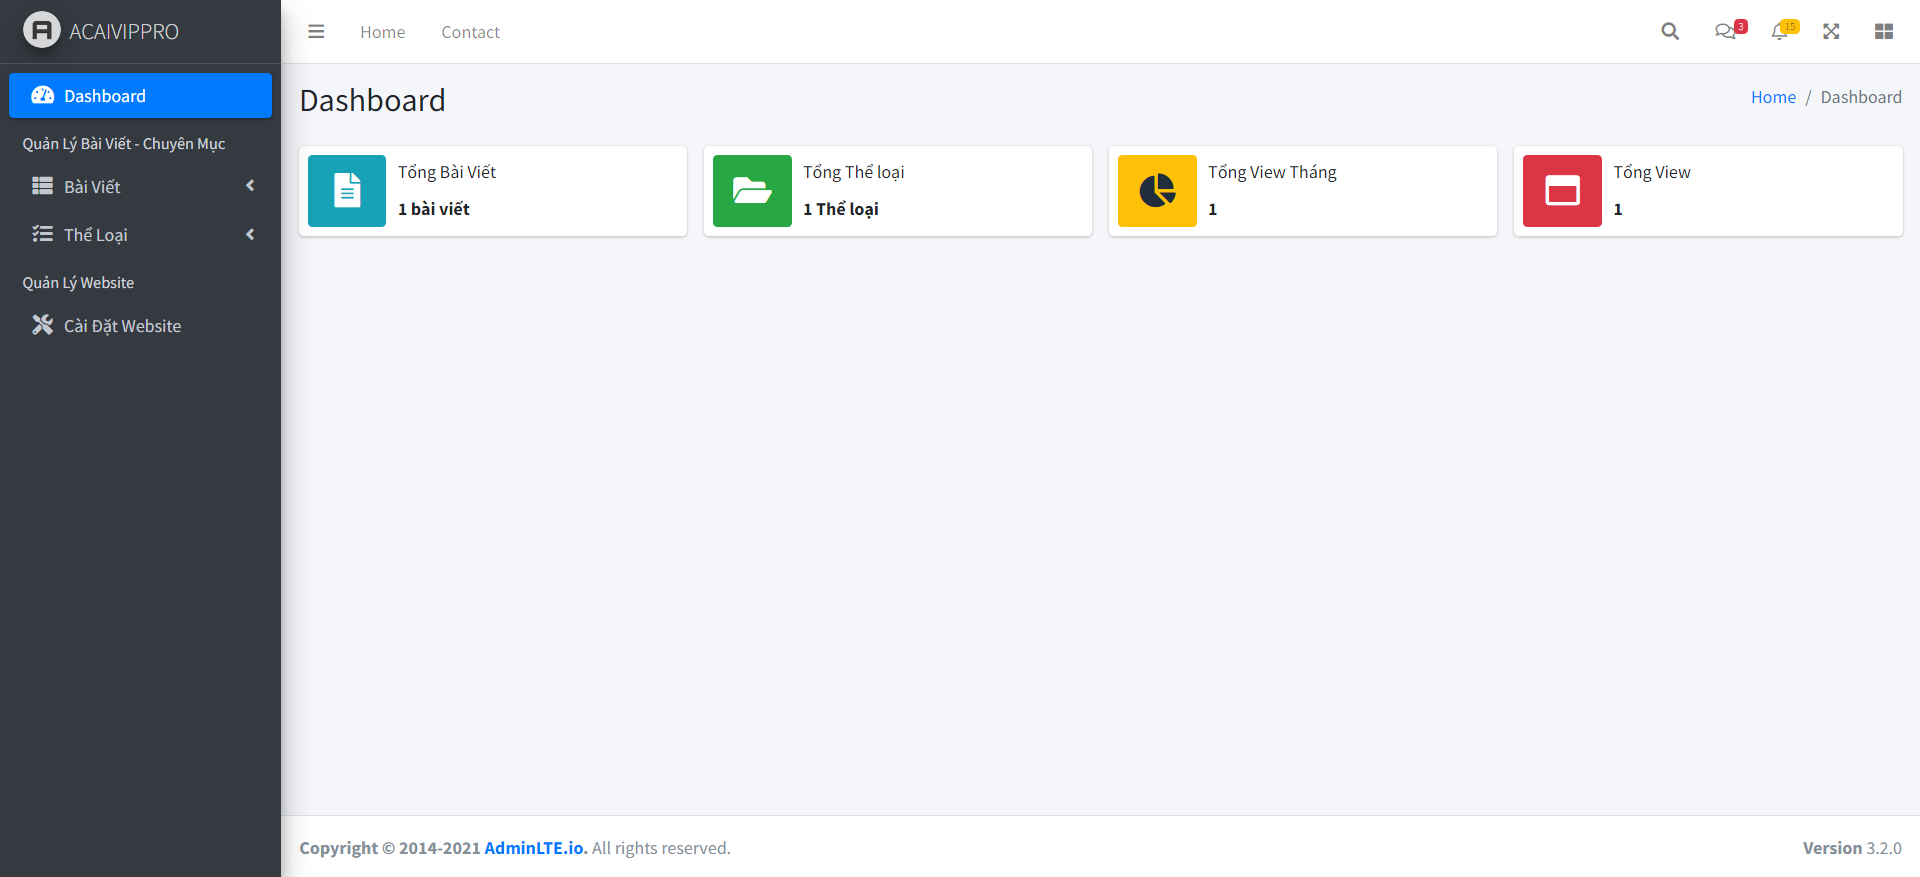 ACAIVIPPRO
Home
Contact
3
15
Dashboard
Quản Lý Bài Viết - Chuyên Mục
Bài Viết
Thể Loại
Quản Lý Website
Cài Đặt Website
Dashboard
Home / Dashboard
Tổng Bài Viết
1 bài viết
Tổng Thể loại
1 Thể loại
Tổng View Tháng
1
Tổng View
1
Copyright © 2014-2021 AdminLTE.io. All rights reserved.
Version 3.2.0